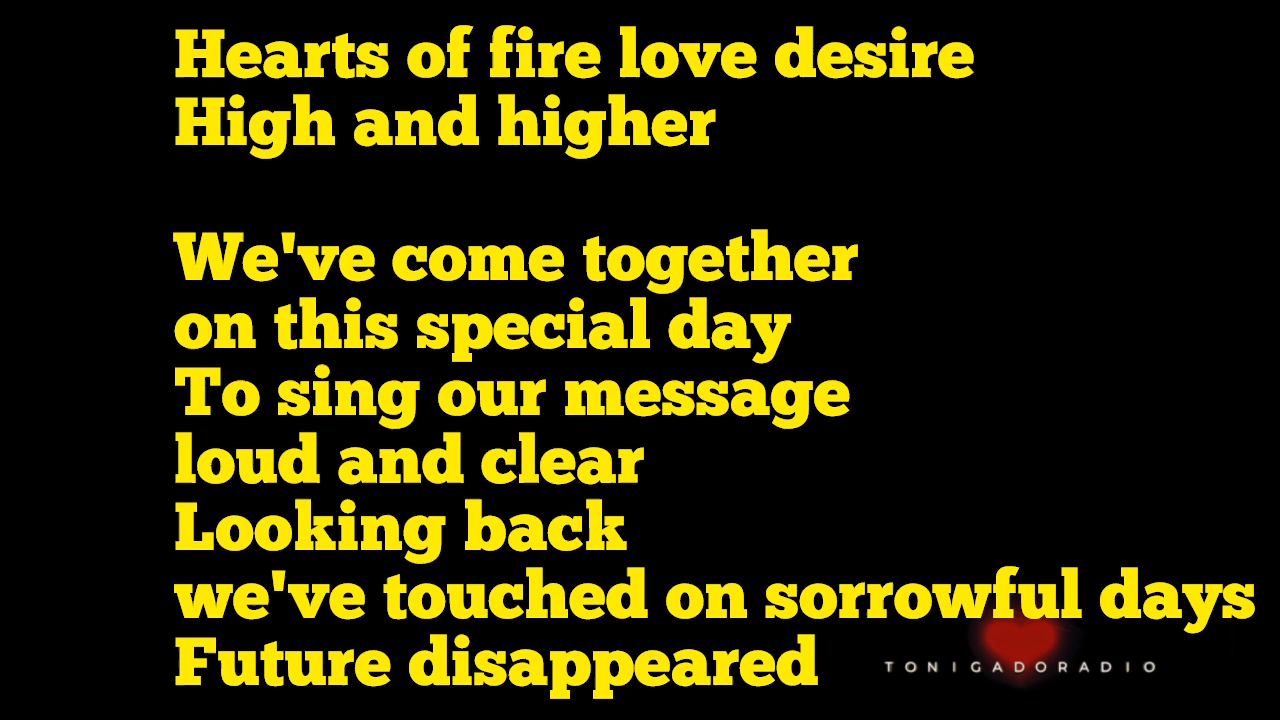 Hearts of fire love desire
High and higher
We've come together
on this special day
To sing our message
loud and clear
Looking back
we've touched on sorrowful days
Future disappeared
TONIGADORADIO